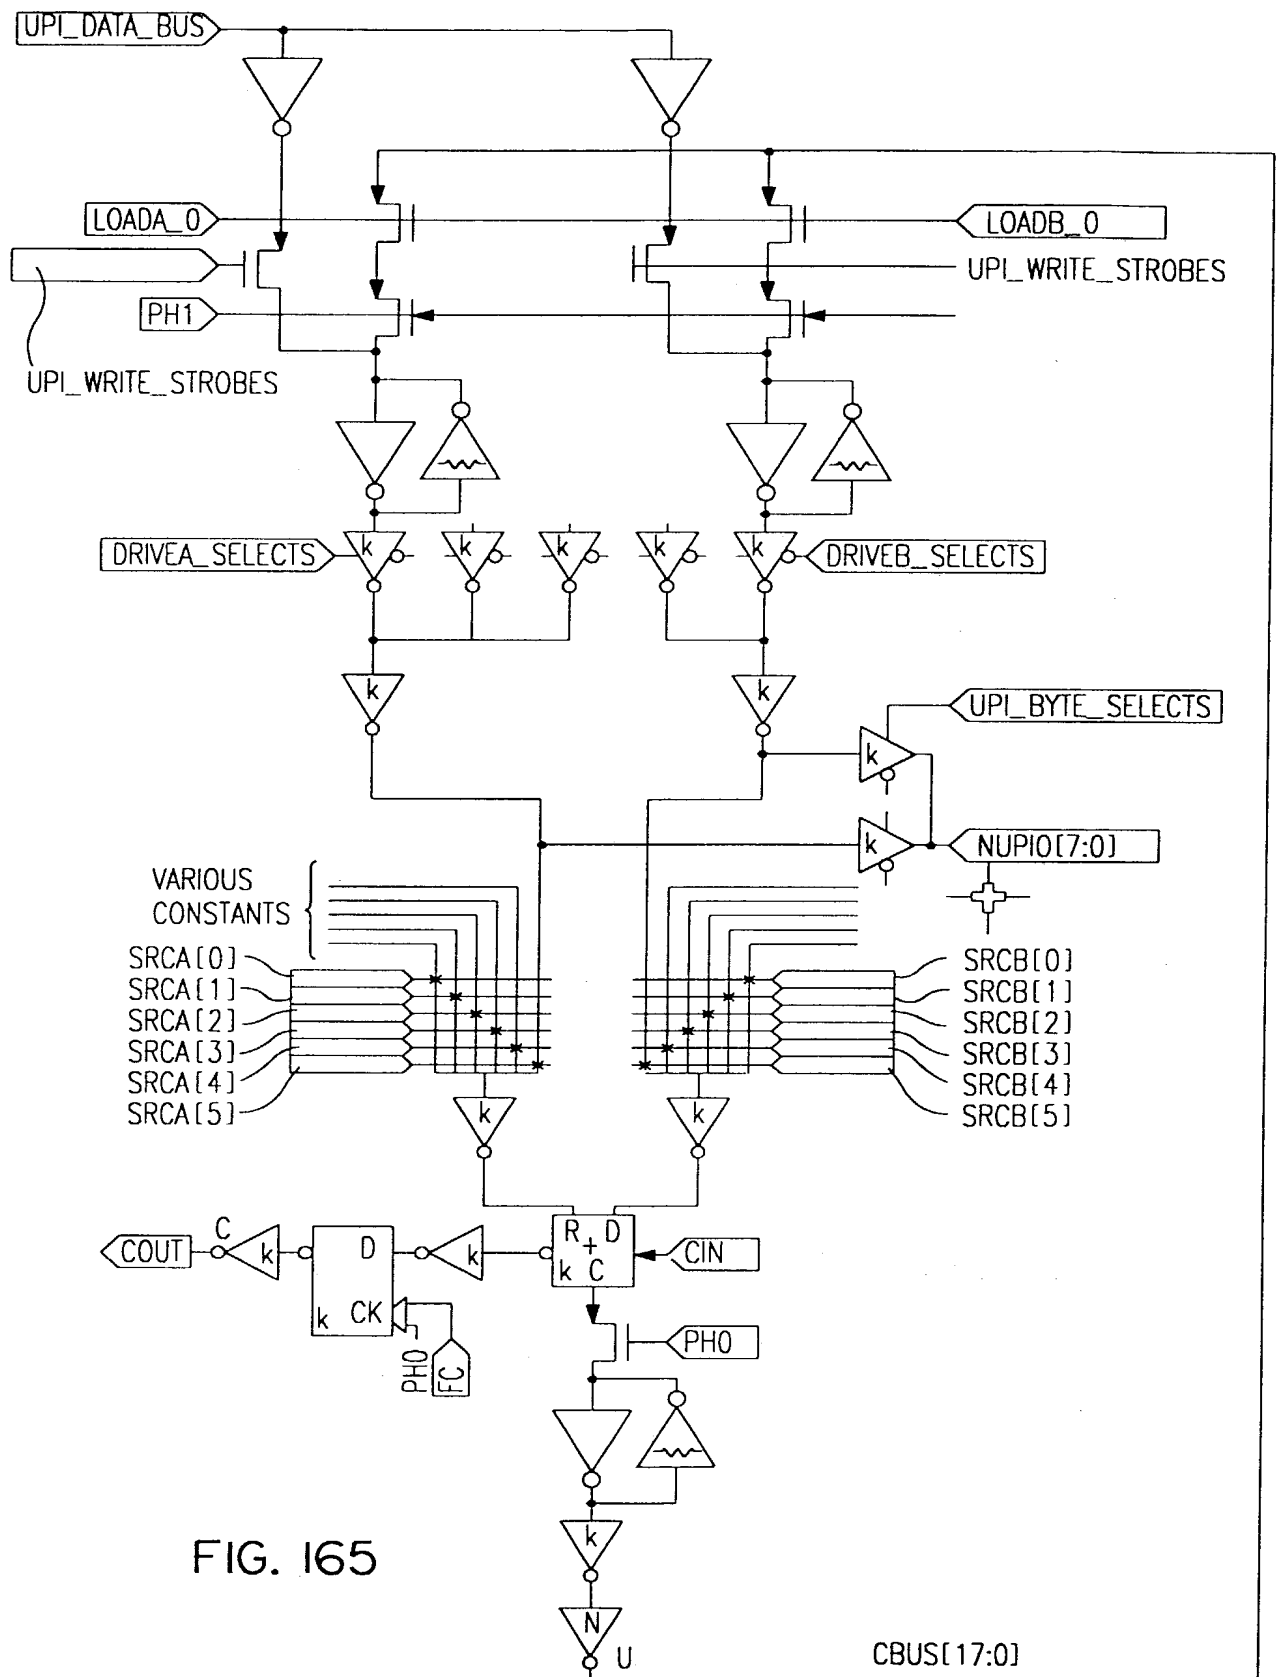 UPI_DATA_BUS
LOADA_0
LOADB_0
UPI_WRITE_STROBES
PH1
UPI_WRITE_STROBES
k k k k k
DRIVEA_SELECTS
DRIVEB_SELECTS
k k
UPI_BYTE_SELECTS
k
k
NUPIO[7:0]
VARIOUS
CONSTANTS
SRCA[0]
SRCA[1]
SRCA[2]
SRCA[3]
SRCA[4]
SRCA[5]
SRCB[0]
SRCB[1]
SRCB[2]
SRCB[3]
SRCB[4]
SRCB[5]
k k
C
COUT
k
D
k CK
k
R + D
k C
CIN
PH0
FC
PH0
k
FIG. 165
N
U
CBUS[17:0]